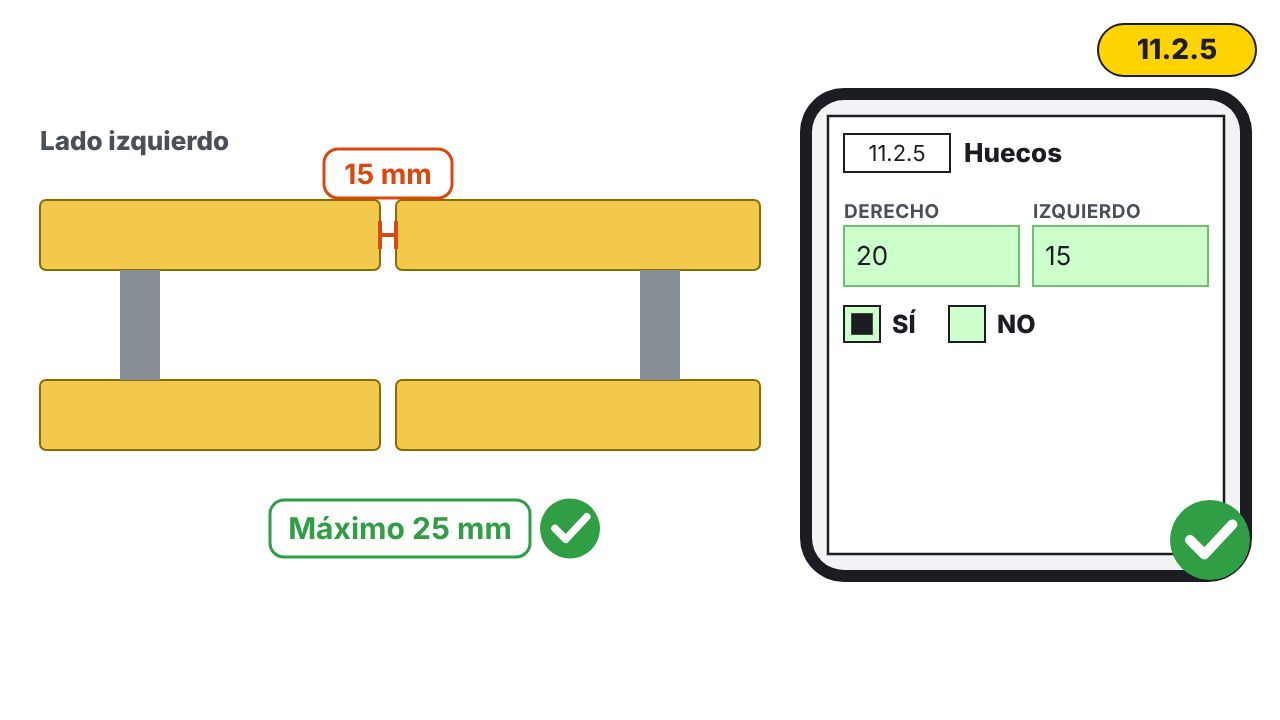 11.2.5
Lado izquierdo
15 mm
Máximo 25 mm
11.2.5 Huecos
DERECHO IZQUIERDO
20 15
SÍ NO